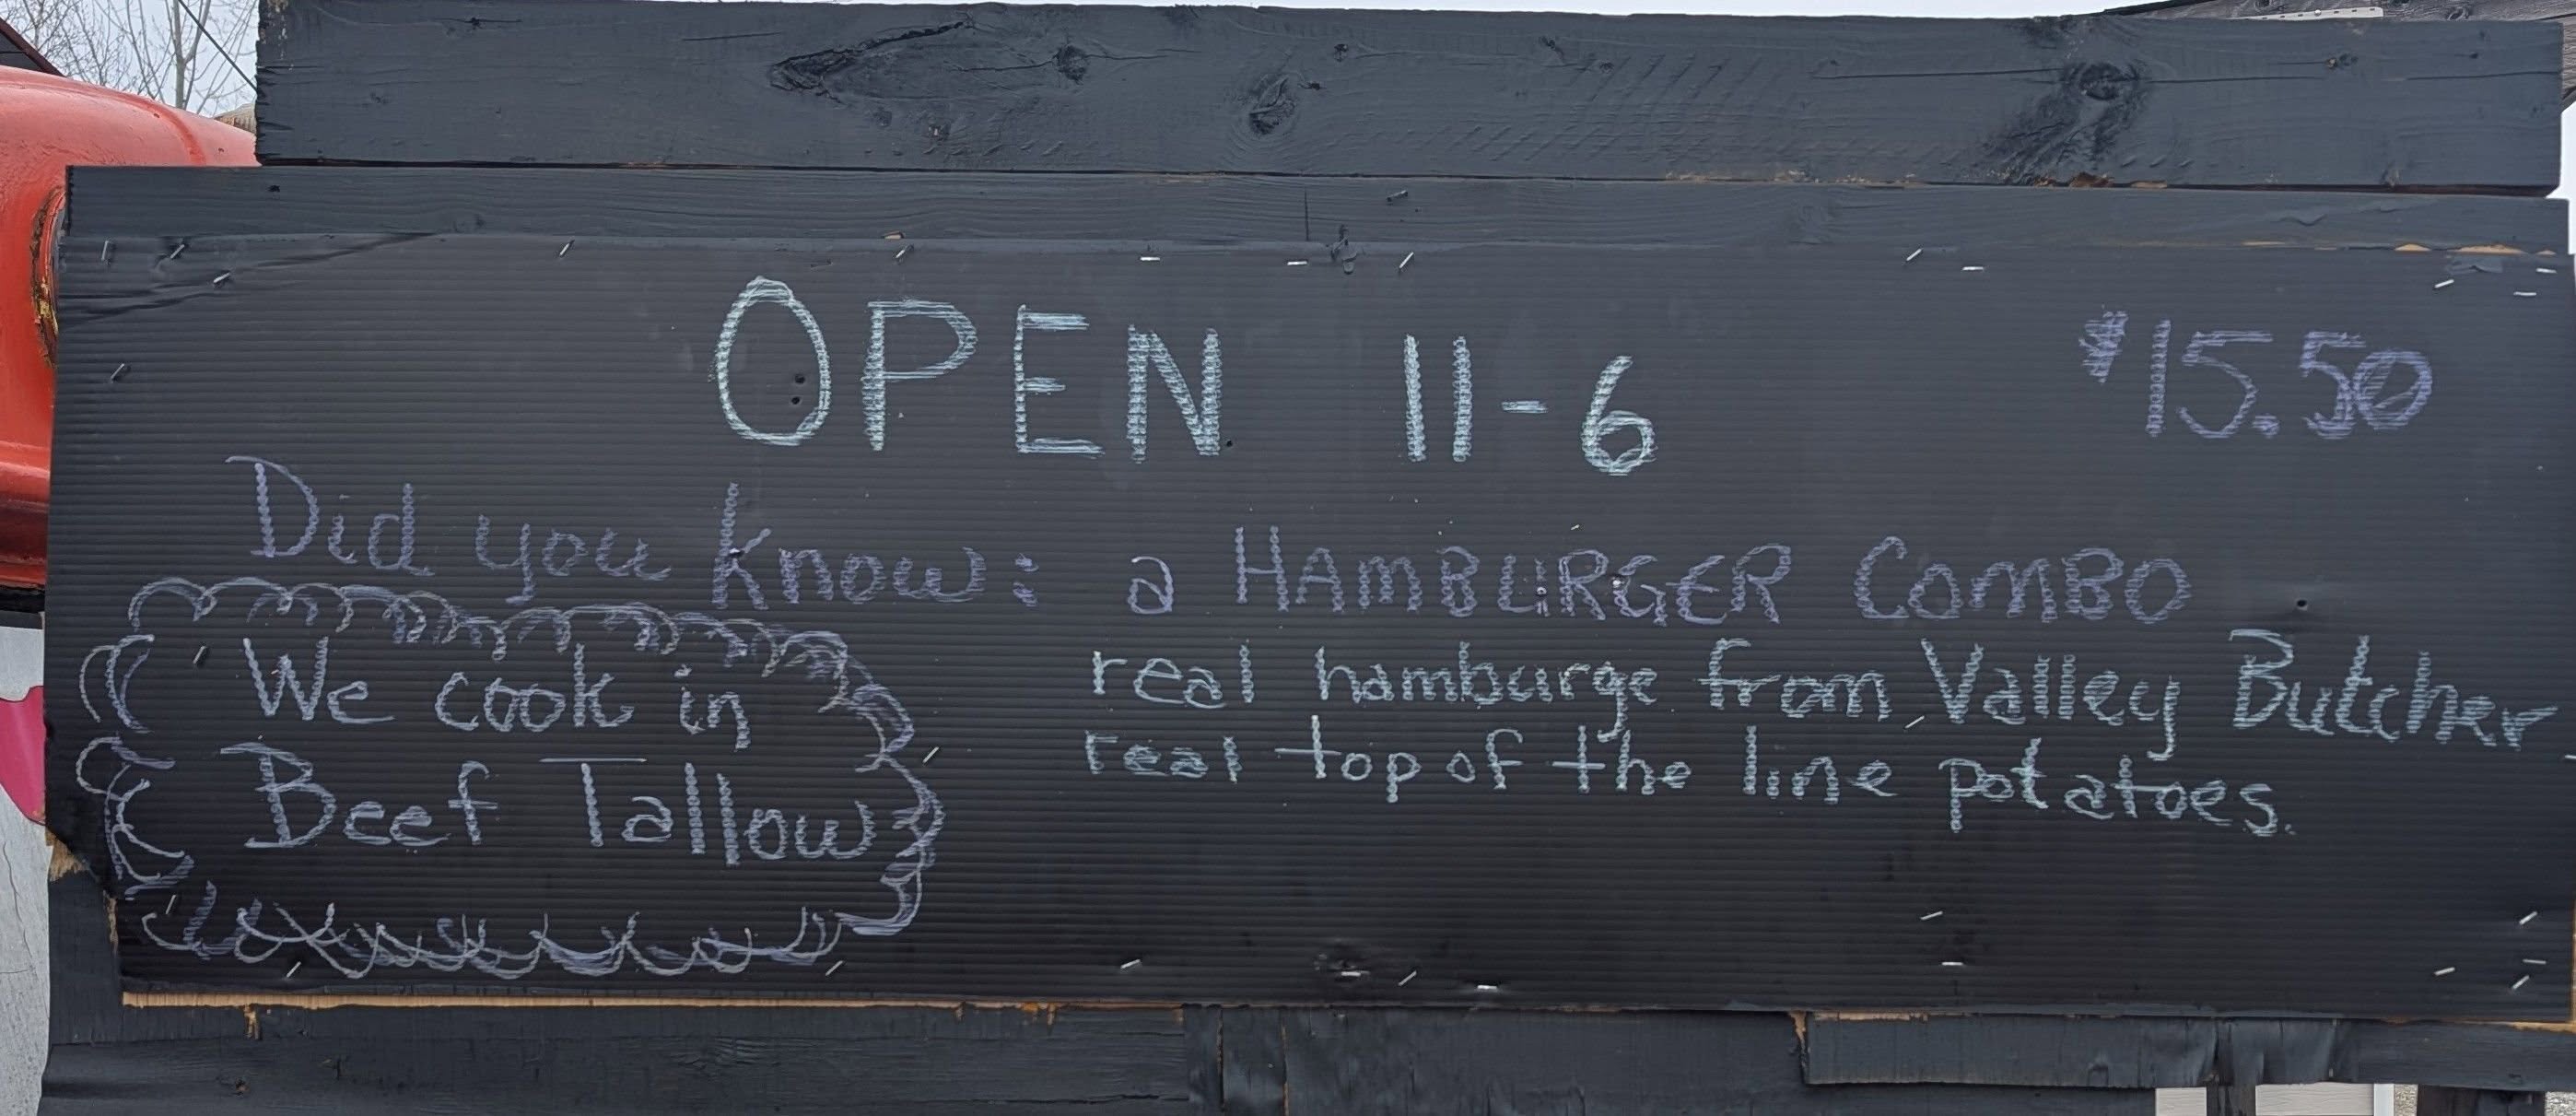 OPEN 11-6
$15.50
Did you know: a HAMBURGER COMBO
real hamburge from Valley Butcher
real top of the line potatoes.
We cook in
Beef Tallow